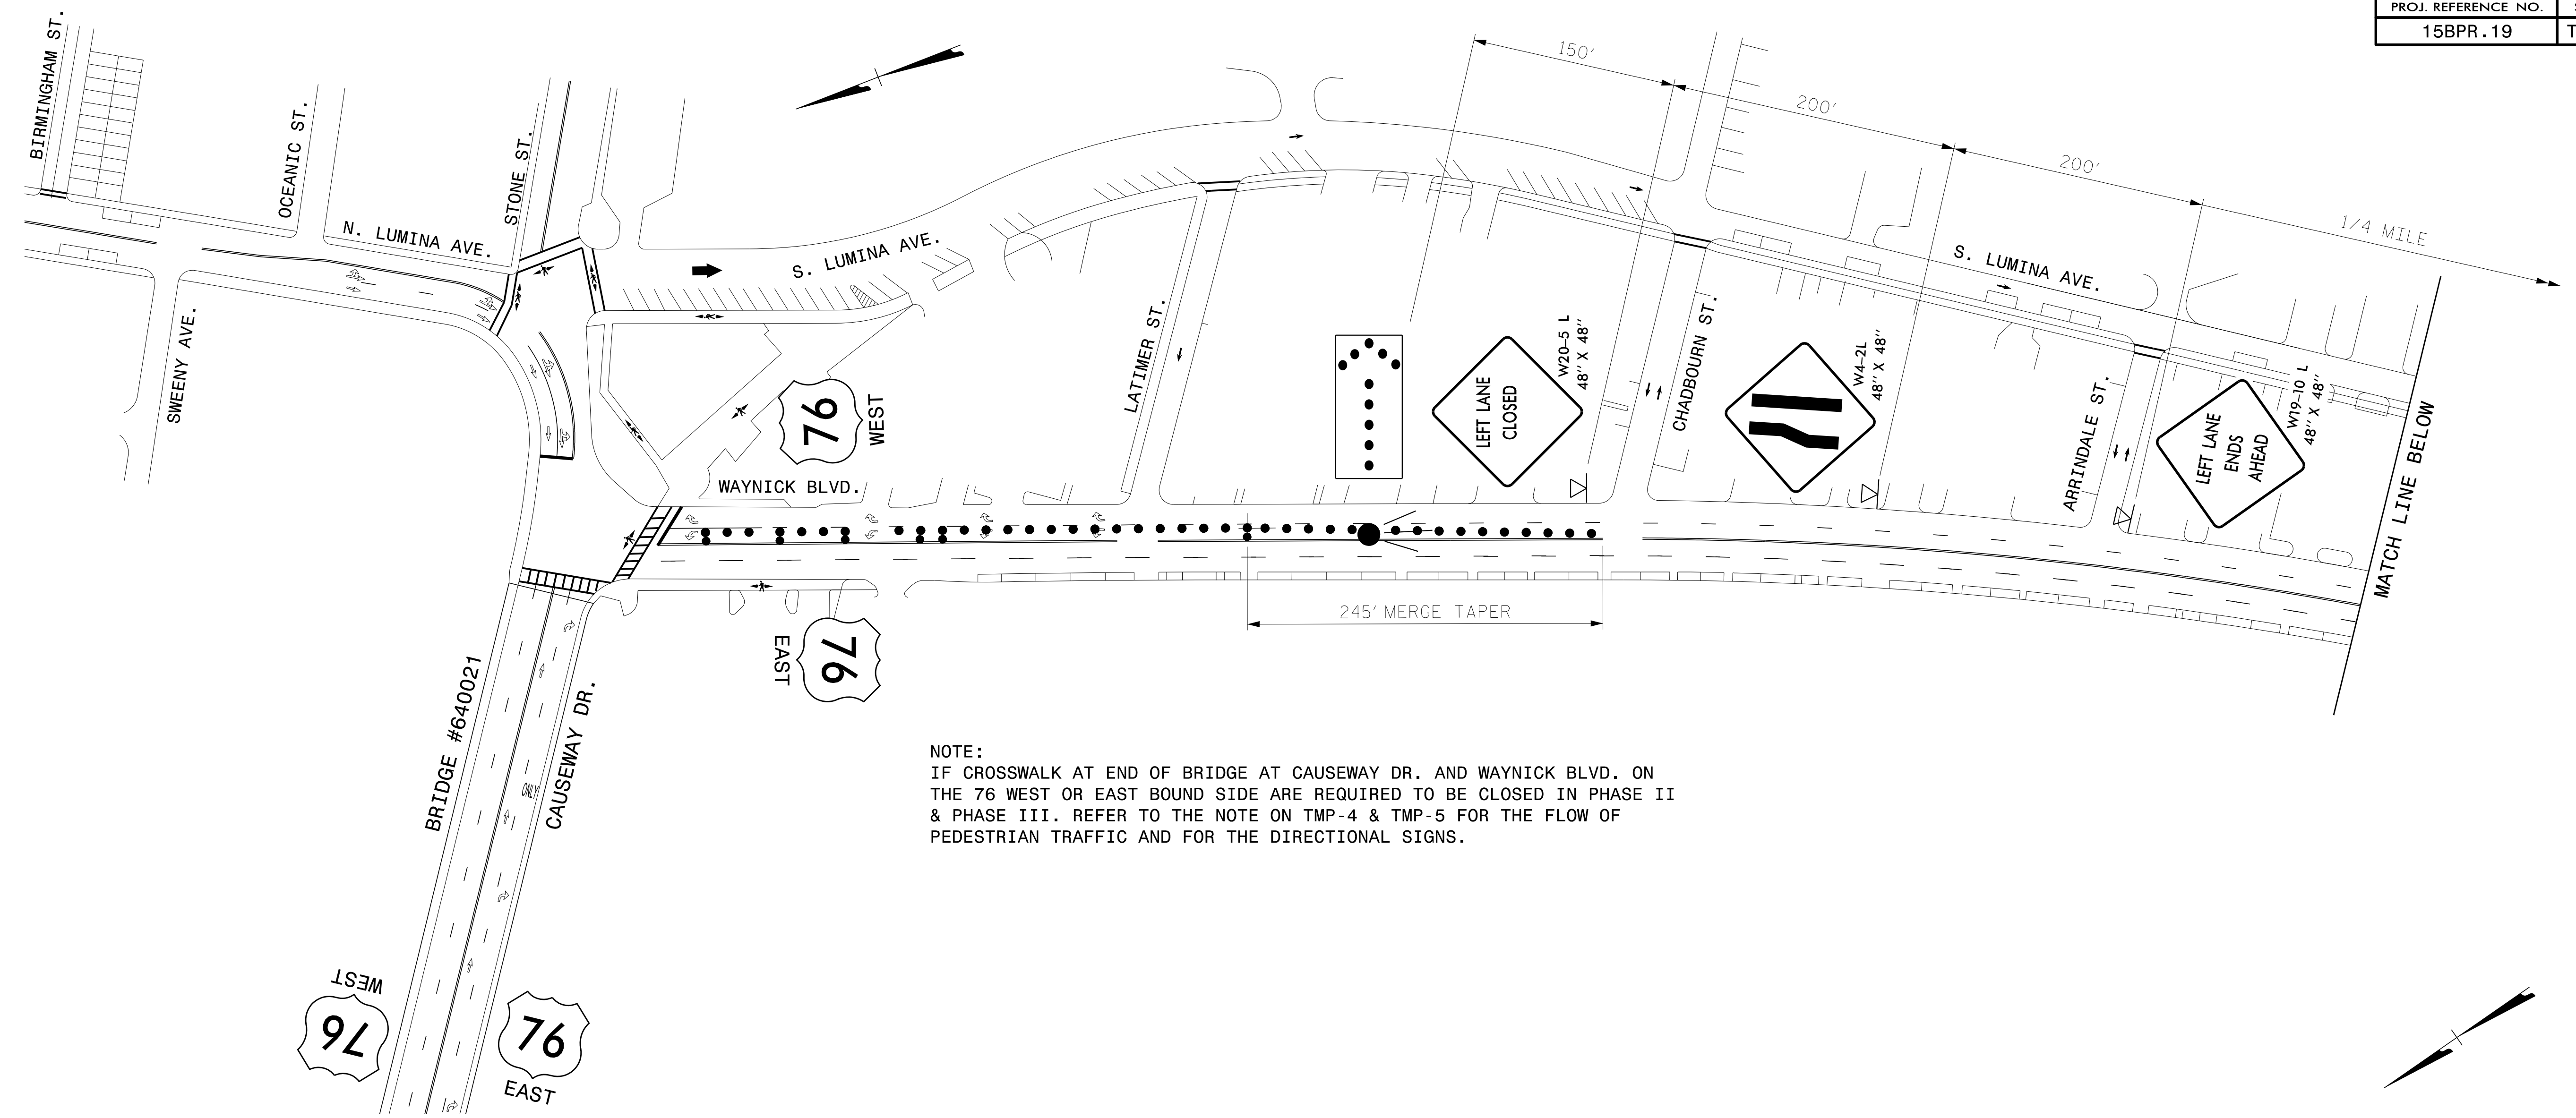 PROJ. REFERENCE NO.
15BPR.19
150'
200'
200'
1/4 MILE
BIRMINGHAM ST.
OCEANIC ST.
STONE ST.
N. LUMINA AVE.
S. LUMINA AVE.
S. LUMINA AVE.
SWEENY AVE.
LATIMER ST.
CHADBOURN ST.
ARRINDALE ST.
76
WEST
WAYNICK BLVD.
LEFT LANE
CLOSED
W20-5 L
48'' X 48''
W4-2L
48'' X 48''
LEFT LANE
ENDS
AHEAD
W19-10 L
48'' X 48''
MATCH LINE BELOW
245' MERGE TAPER
76
EAST
BRIDGE #640021
CAUSEWAY DR.
ONLY
NOTE:
IF CROSSWALK AT END OF BRIDGE AT CAUSEWAY DR. AND WAYNICK BLVD. ON
THE 76 WEST OR EAST BOUND SIDE ARE REQUIRED TO BE CLOSED IN PHASE II
& PHASE III. REFER TO THE NOTE ON TMP-4 & TMP-5 FOR THE FLOW OF
PEDESTRIAN TRAFFIC AND FOR THE DIRECTIONAL SIGNS.
WEST
76
76
EAST